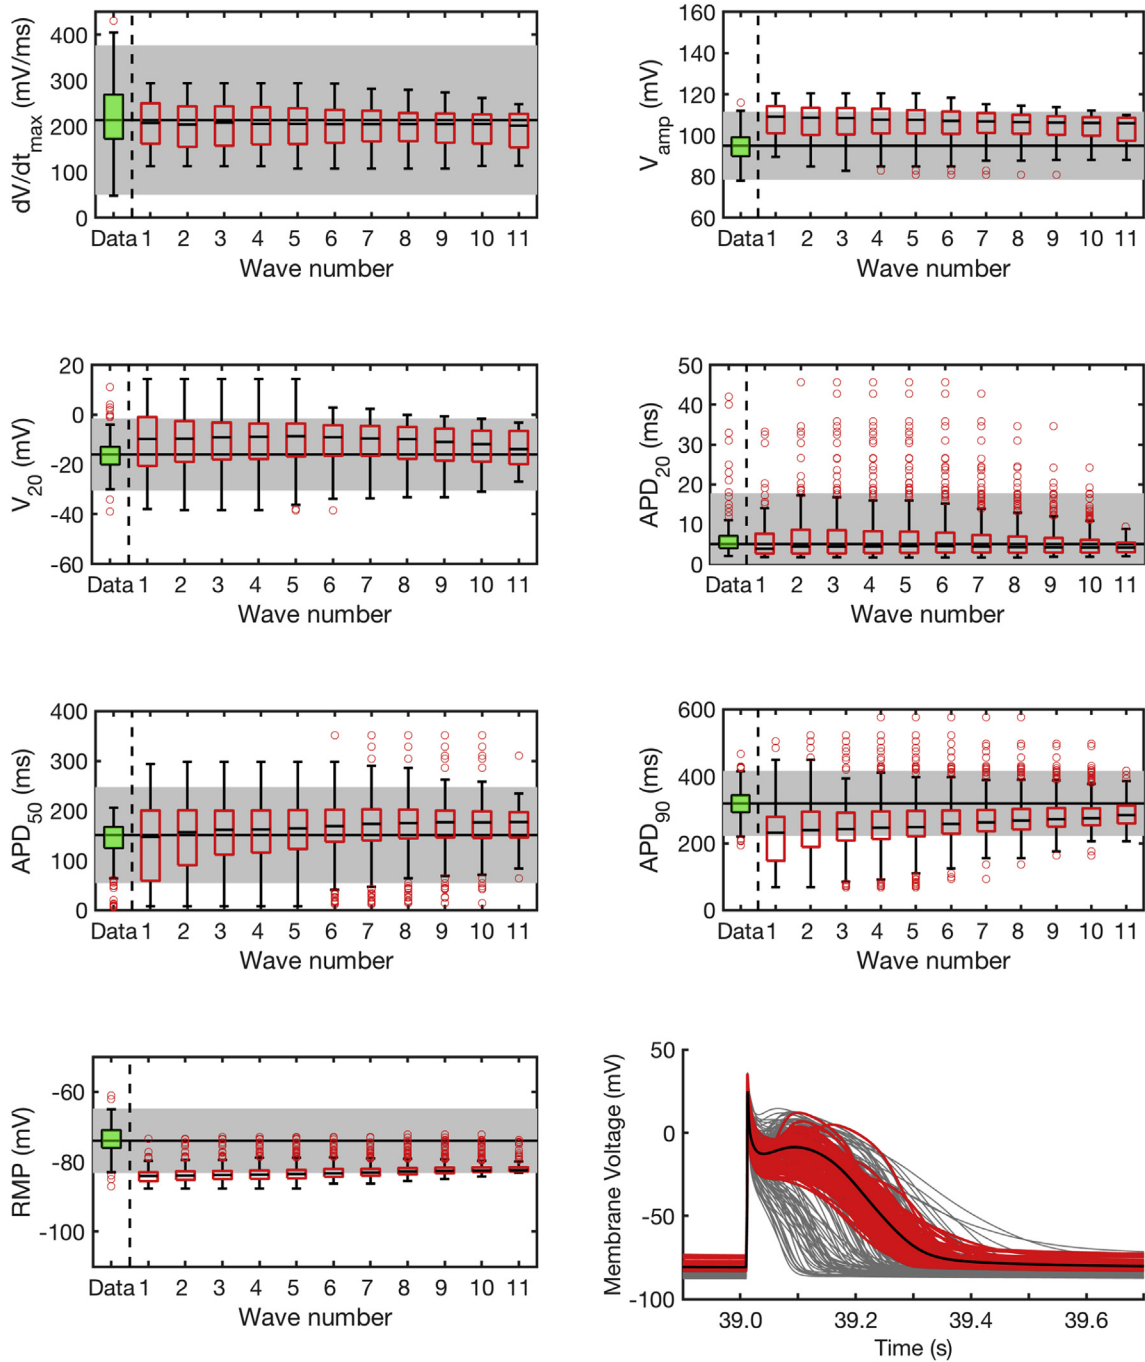 dV/dtmax (mV/ms)
400
300
200
100
0
Data 1 2 3 4 5 6 7 8 9 10 11
Wave number
Vamp (mV)
160
140
120
100
80
60
Data 1 2 3 4 5 6 7 8 9 10 11
Wave number
V20 (mV)
20
0
-20
-40
-60
Data 1 2 3 4 5 6 7 8 9 10 11
Wave number
APD20 (ms)
50
40
30
20
10
0
Data 1 2 3 4 5 6 7 8 9 10 11
Wave number
APD50 (ms)
400
300
200
100
0
Data 1 2 3 4 5 6 7 8 9 10 11
Wave number
APD90 (ms)
600
400
200
0
Data 1 2 3 4 5 6 7 8 9 10 11
Wave number
RMP (mV)
-60
-80
-100
Data 1 2 3 4 5 6 7 8 9 10 11
Wave number
Membrane Voltage (mV)
50
0
-50
-100
39.0 39.2 39.4 39.6
Time (s)